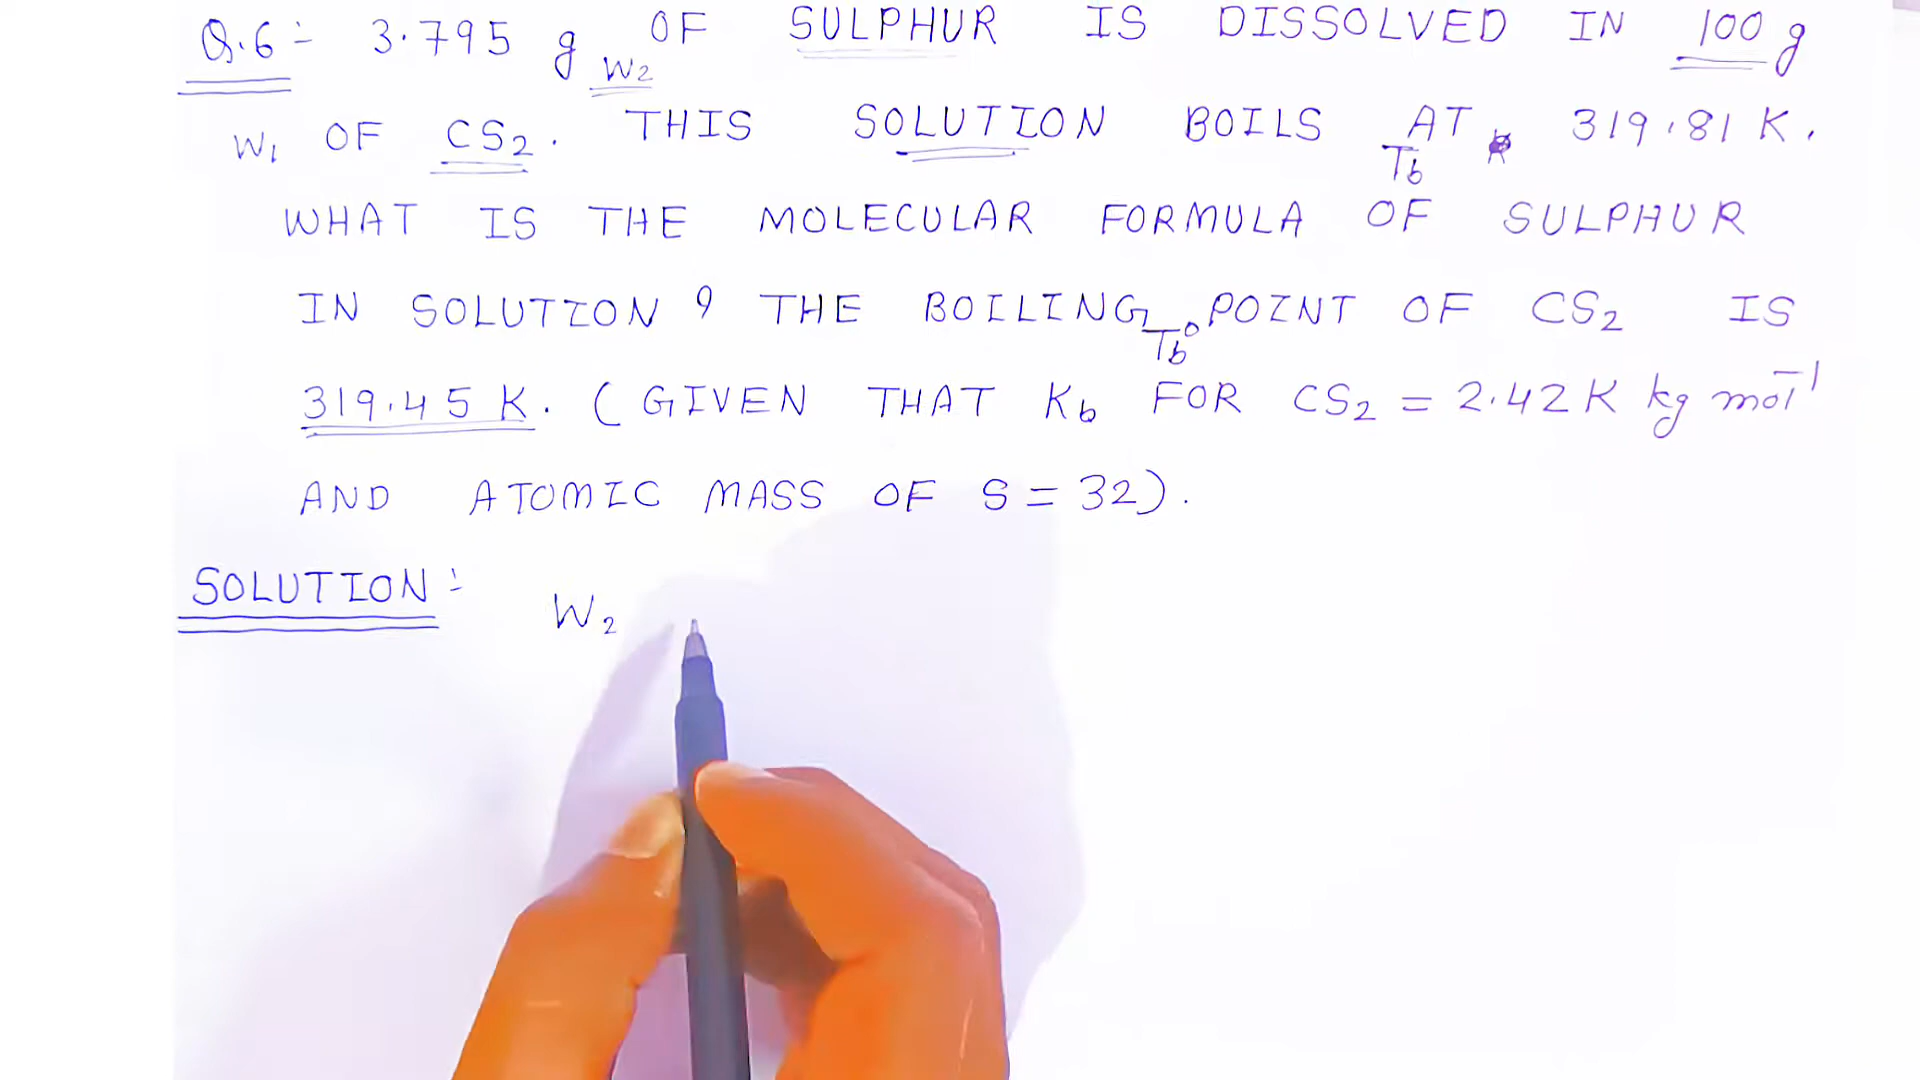 Q.6:- 3.795 g OF SULPHUR IS DISSOLVED IN 100 g
W2
W1 OF CS2. THIS SOLUTION BOILS AT 319.81 K.
Tb
WHAT IS THE MOLECULAR FORMULA OF SULPHUR
IN SOLUTION ? THE BOILING POINT OF CS2 IS
Tb°
319.45 K. (GIVEN THAT Kb FOR CS2 = 2.42 K kg mol⁻¹
AND ATOMIC MASS OF S = 32).
SOLUTION :- W2